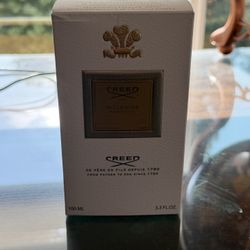 CREED
CREED
DE PÈRE EN FILS DEPUIS 1760
FROM FATHER TO SON SINCE 1760
100 ML
3.3 FL.OZ.